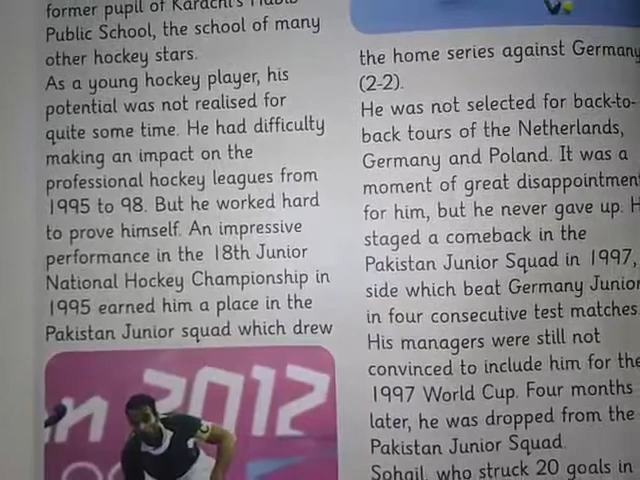 former pupil of Karachi's Habib
Public School, the school of many
other hockey stars.
As a young hockey player, his
potential was not realised for
quite some time. He had difficulty
making an impact on the
professional hockey leagues from
1995 to 98. But he worked hard
to prove himself. An impressive
performance in the 18th Junior
National Hockey Championship in
1995 earned him a place in the
Pakistan Junior squad which drew
the home series against Germany
(2-2).
He was not selected for back-to-
back tours of the Netherlands,
Germany and Poland. It was a
moment of great disappointment
for him, but he never gave up. H
staged a comeback in the
Pakistan Junior Squad in 1997,
side which beat Germany Junior
in four consecutive test matches.
His managers were still not
convinced to include him for the
1997 World Cup. Four months
later, he was dropped from the
Pakistan Junior Squad.
Sohail, who struck 20 goals in
n 2012